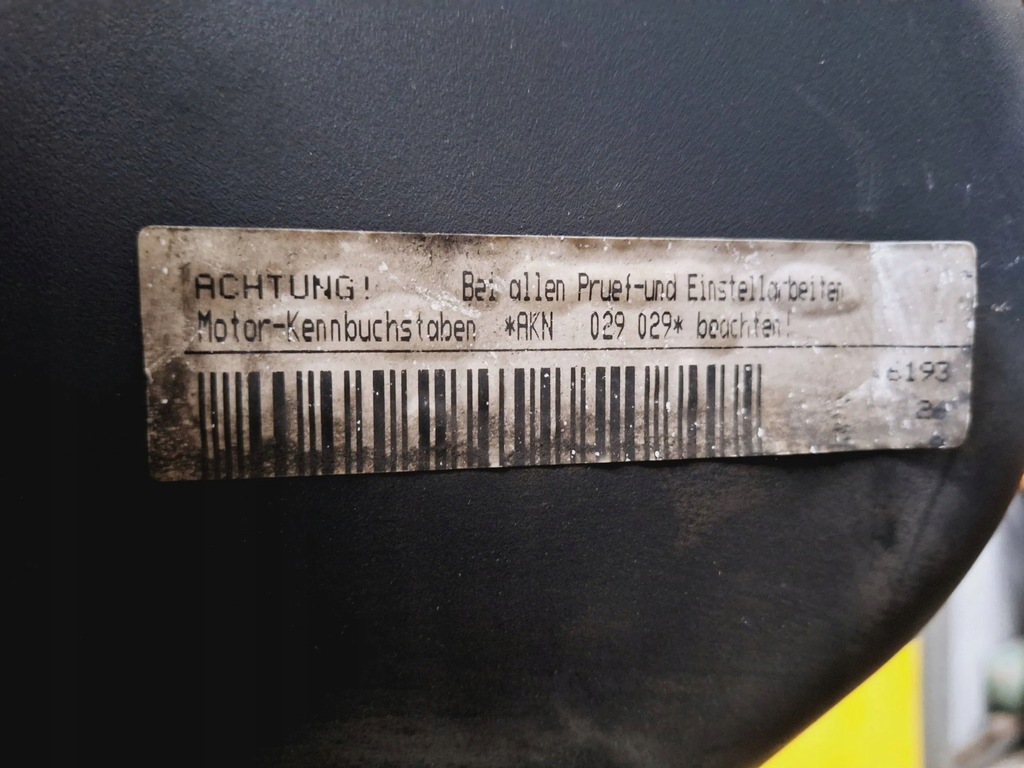 ACHTUNG! Bei allen Pruef-und Einstellarbeiten
Motor-Kennbuchstaben *AKN 029 029* beachten!
6193